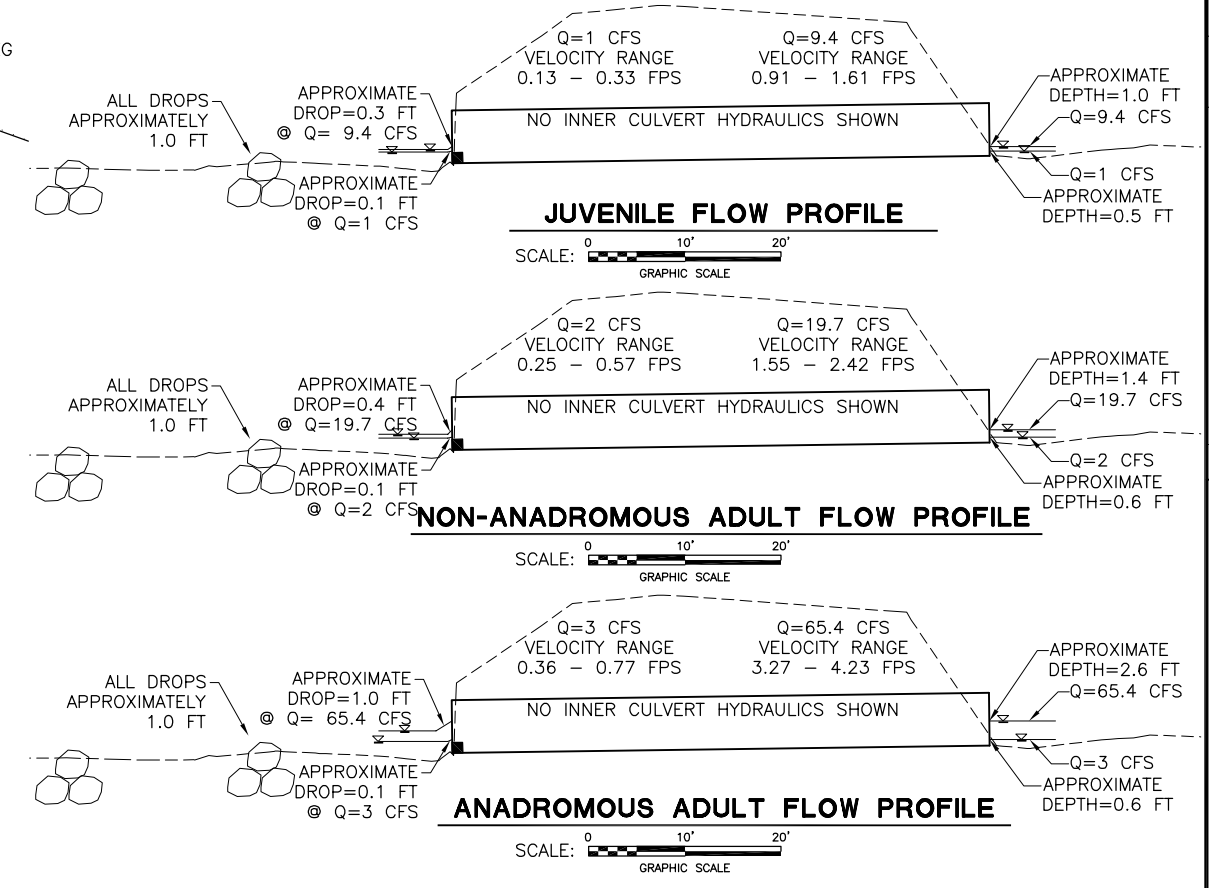 G
Q=1 CFS
VELOCITY RANGE
0.13 – 0.33 FPS
Q=9.4 CFS
VELOCITY RANGE
0.91 – 1.61 FPS
ALL DROPS
APPROXIMATELY
1.0 FT
APPROXIMATE
DROP=0.3 FT
@ Q= 9.4 CFS
NO INNER CULVERT HYDRAULICS SHOWN
APPROXIMATE
DEPTH=1.0 FT
Q=9.4 CFS
APPROXIMATE
DROP=0.1 FT
@ Q=1 CFS
Q=1 CFS
APPROXIMATE
DEPTH=0.5 FT
JUVENILE FLOW PROFILE
0 10' 20'
SCALE:
GRAPHIC SCALE
Q=2 CFS
VELOCITY RANGE
0.25 – 0.57 FPS
Q=19.7 CFS
VELOCITY RANGE
1.55 – 2.42 FPS
ALL DROPS
APPROXIMATELY
1.0 FT
APPROXIMATE
DROP=0.4 FT
@ Q=19.7 CFS
NO INNER CULVERT HYDRAULICS SHOWN
APPROXIMATE
DEPTH=1.4 FT
Q=19.7 CFS
APPROXIMATE
DROP=0.1 FT
@ Q=2 CFS
Q=2 CFS
APPROXIMATE
DEPTH=0.6 FT
NON-ANADROMOUS ADULT FLOW PROFILE
0 10' 20'
SCALE:
GRAPHIC SCALE
Q=3 CFS
VELOCITY RANGE
0.36 – 0.77 FPS
Q=65.4 CFS
VELOCITY RANGE
3.27 – 4.23 FPS
ALL DROPS
APPROXIMATELY
1.0 FT
APPROXIMATE
DROP=1.0 FT
@ Q= 65.4 CFS
NO INNER CULVERT HYDRAULICS SHOWN
APPROXIMATE
DEPTH=2.6 FT
Q=65.4 CFS
APPROXIMATE
DROP=0.1 FT
@ Q=3 CFS
Q=3 CFS
APPROXIMATE
DEPTH=0.6 FT
ANADROMOUS ADULT FLOW PROFILE
0 10' 20'
SCALE:
GRAPHIC SCALE